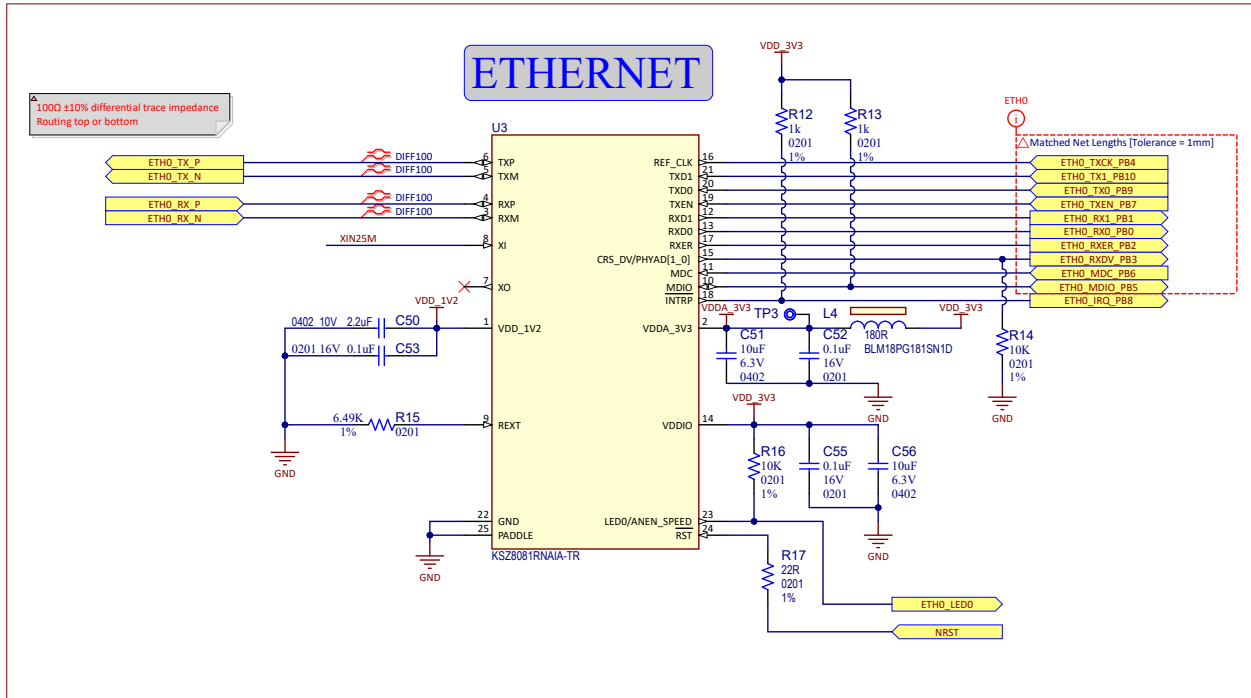 ETHERNET
100Ω ±10% differential trace impedance
Routing top or bottom
VDD_3V3
R12
1k
0201
1%
R13
1k
0201
1%
ETH0
i
Matched Net Lengths [Tolerance = 1mm]
U3
ETH0_TX_P
DIFF100
6
TXP
ETH0_TX_N
DIFF100
5
TXM
ETH0_RX_P
DIFF100
4
RXP
ETH0_RX_N
DIFF100
3
RXM
XIN25M
8
XI
7
XO
REF_CLK
16
ETH0_TXCK_PB4
TXD1
21
ETH0_TX1_PB10
TXD0
20
ETH0_TX0_PB9
TXEN
19
ETH0_TXEN_PB7
RXD1
12
ETH0_RX1_PB1
RXD0
13
ETH0_RX0_PB0
RXER
17
ETH0_RXER_PB2
CRS_DV/PHYAD[1_0]
15
ETH0_RXDV_PB3
MDC
11
ETH0_MDC_PB6
MDIO
10
ETH0_MDIO_PB5
INTRP
18
ETH0_IRQ_PB8
VDD_1V2
0402 10V 2.2uF C50
0201 16V 0.1uF C53
1
VDD_1V2
VDDA_3V3
2
VDDA_3V3
TP3
L4
180R
BLM18PG181SN1D
VDD_3V3
C51
10uF
6.3V
0402
C52
0.1uF
16V
0201
GND
R14
10K
0201
1%
GND
6.49K
1%
R15
0201
9
REXT
GND
VDDIO
14
VDD_3V3
R16
10K
0201
1%
C55
0.1uF
16V
0201
C56
10uF
6.3V
0402
GND
22
GND
25
PADDLE
GND
LED0/ANEN_SPEED
23
RST
24
KSZ8081RNAIA-TR
R17
22R
0201
1%
ETH0_LED0
NRST